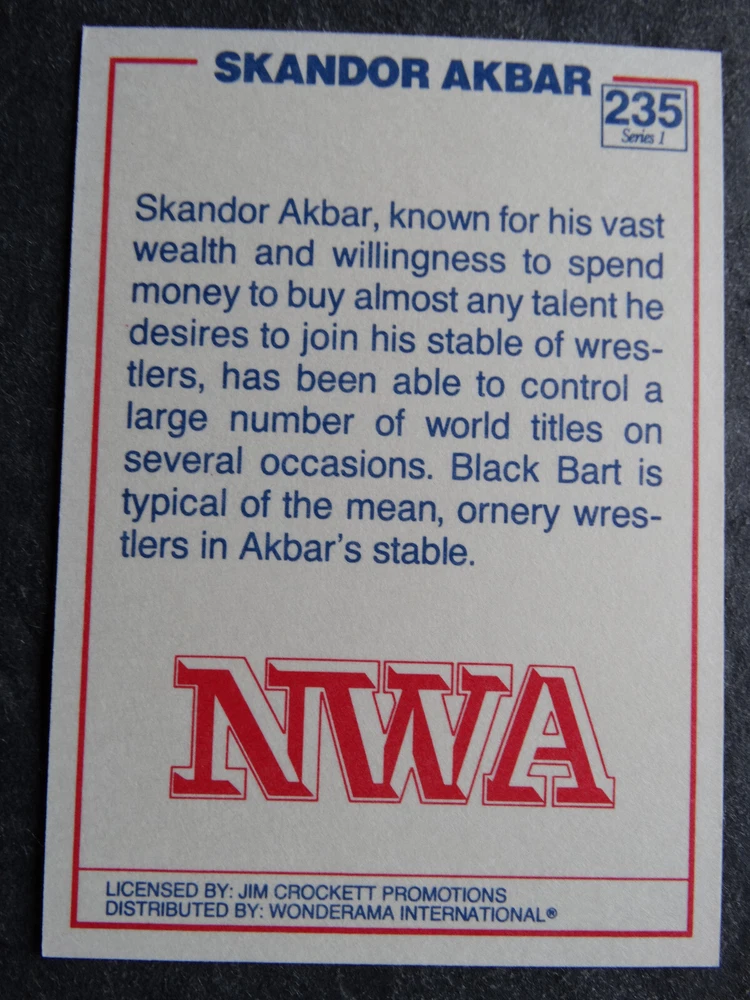 SKANDOR AKBAR
235
Series 1
Skandor Akbar, known for his vast
wealth and willingness to spend
money to buy almost any talent he
desires to join his stable of wres-
tlers, has been able to control a
large number of world titles on
several occasions. Black Bart is
typical of the mean, ornery wres-
tlers in Akbar's stable.
NWA
LICENSED BY: JIM CROCKETT PROMOTIONS
DISTRIBUTED BY: WONDERAMA INTERNATIONAL®